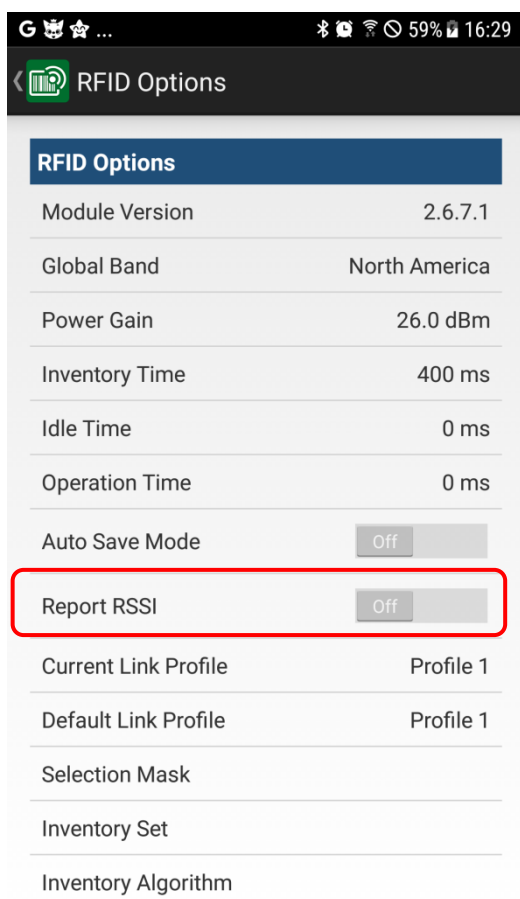 G ... 59% 16:29
RFID Options
RFID Options
Module Version 2.6.7.1
Global Band North America
Power Gain 26.0 dBm
Inventory Time 400 ms
Idle Time 0 ms
Operation Time 0 ms
Auto Save Mode Off
Report RSSI Off
Current Link Profile Profile 1
Default Link Profile Profile 1
Selection Mask
Inventory Set
Inventory Algorithm